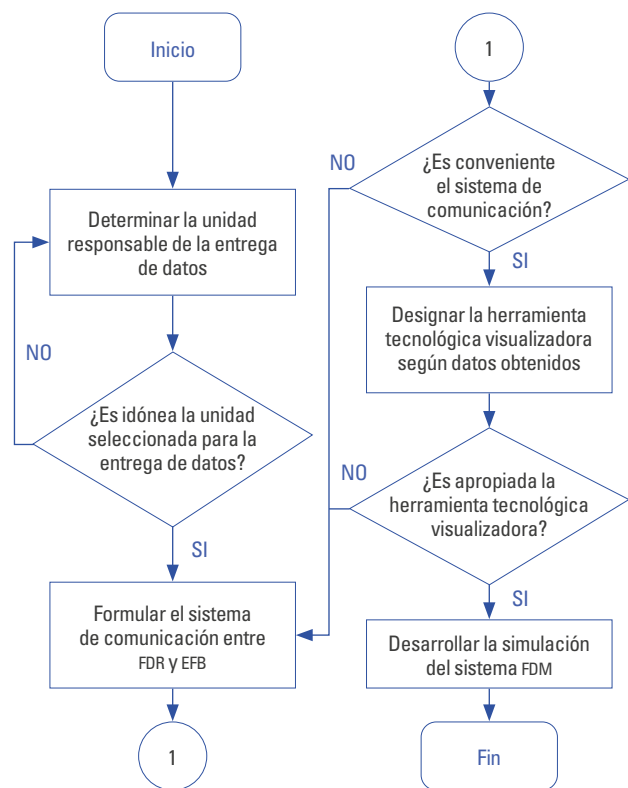 Inicio
Determinar la unidad
responsable de la entrega
de datos
NO
¿Es idónea la unidad
seleccionada para la
entrega de datos?
SI
Formular el sistema
de comunicación entre
FDR y EFB
1
1
NO
¿Es conveniente
el sistema de
comunicación?
SI
Designar la herramienta
tecnológica visualizadora
según datos obtenidos
NO
¿Es apropiada la
herramienta tecnológica
visualizadora?
SI
Desarrollar la simulación
del sistema FDM
Fin